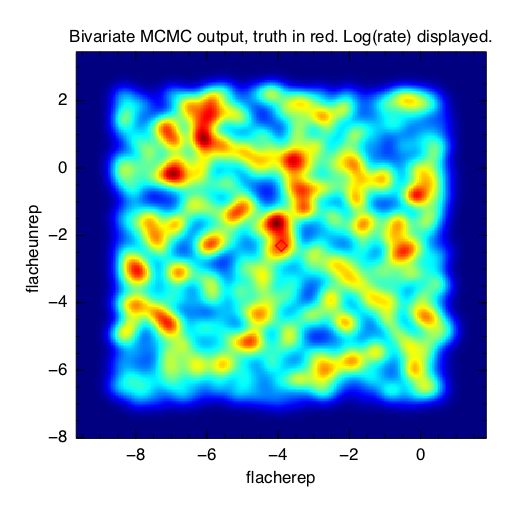 Bivariate MCMC output, truth in red. Log(rate) displayed.
2
0
−2
−4
−6
−8
flacheunrep
−8 −6 −4 −2 0
flacherep